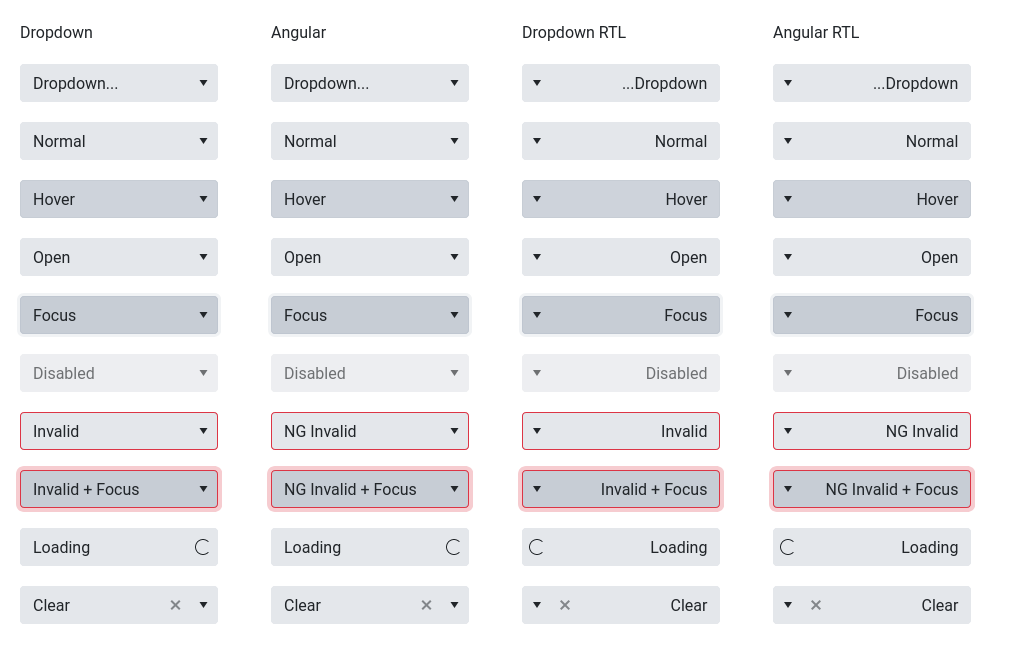 Dropdown Angular Dropdown RTL Angular RTL
Dropdown... Dropdown... ...Dropdown ...Dropdown
Normal Normal Normal Normal
Hover Hover Hover Hover
Open Open Open Open
Focus Focus Focus Focus
Disabled Disabled Disabled Disabled
Invalid NG Invalid Invalid NG Invalid
Invalid + Focus NG Invalid + Focus Invalid + Focus NG Invalid + Focus
Loading Loading Loading Loading
Clear Clear Clear Clear